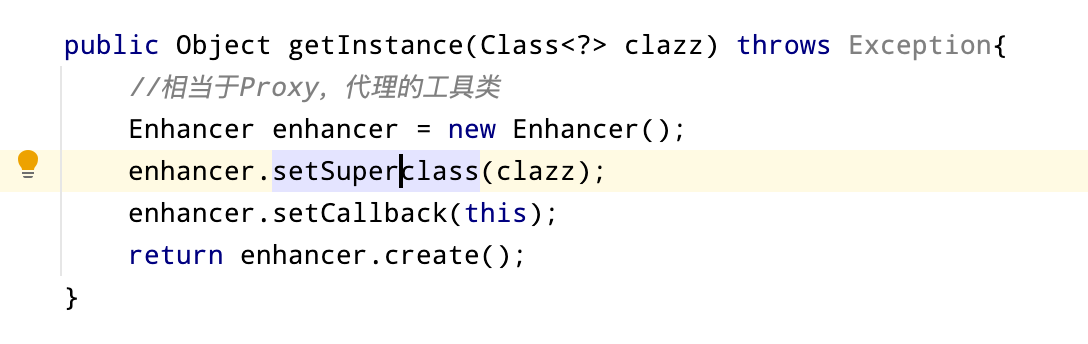 public Object getInstance(Class<?> clazz) throws Exception{
//相当于Proxy，代理的工具类
Enhancer enhancer = new Enhancer();
enhancer.setSuperclass(clazz);
enhancer.setCallback(this);
return enhancer.create();
}